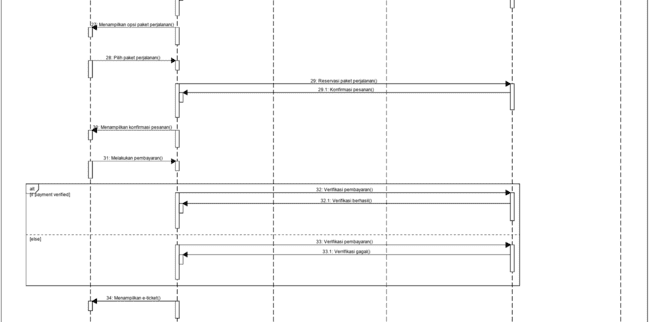 27: Menampilkan opsi paket perjalanan()
28: Pilih paket perjalanan()
29: Reservasi paket perjalanan()
29.1: Konfirmasi pesanan()
30: Menampilkan konfirmasi pesanan()
31: Melakukan pembayaran()
alt
[if payment verified]
32: Verifikasi pembayaran()
32.1: Verifikasi berhasil()
[else]
33: Verifikasi pembayaran()
33.1: Verifikasi gagal()
34: Menampilkan e-ticket()